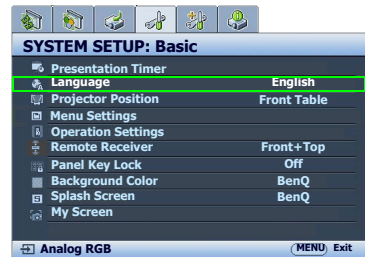 SYSTEM SETUP: Basic
Presentation Timer
Language English
Projector Position Front Table
Menu Settings
Operation Settings
Remote Receiver Front+Top
Panel Key Lock Off
Background Color BenQ
Splash Screen BenQ
My Screen
Analog RGB MENU Exit